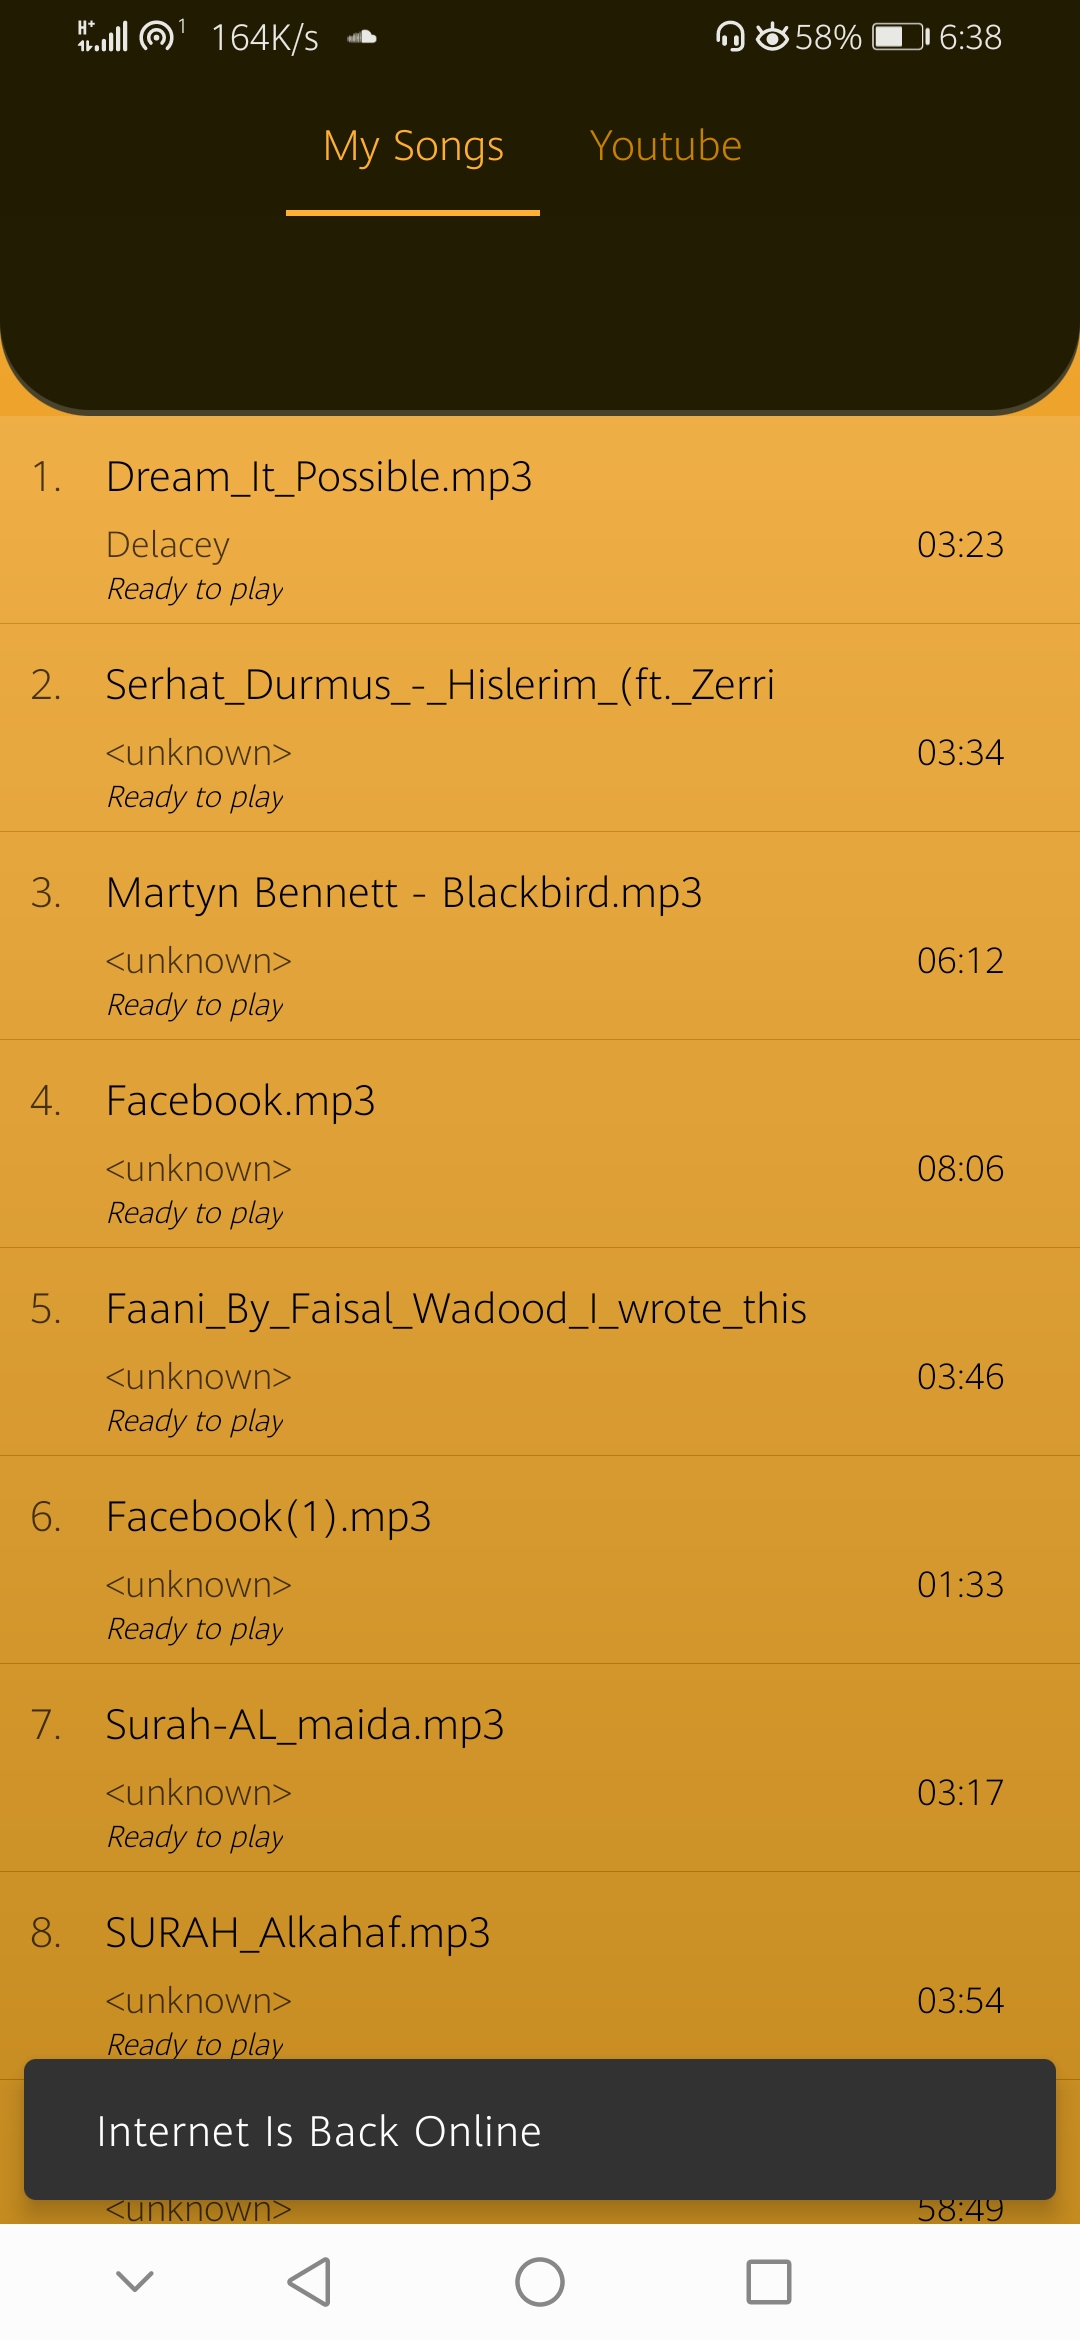 H+ 1 164K/s 58% 6:38
My Songs Youtube
1. Dream_It_Possible.mp3
Delacey 03:23
Ready to play
2. Serhat_Durmus_-_Hislerim_(ft._Zerri
<unknown> 03:34
Ready to play
3. Martyn Bennett - Blackbird.mp3
<unknown> 06:12
Ready to play
4. Facebook.mp3
<unknown> 08:06
Ready to play
5. Faani_By_Faisal_Wadood_I_wrote_this
<unknown> 03:46
Ready to play
6. Facebook(1).mp3
<unknown> 01:33
Ready to play
7. Surah-AL_maida.mp3
<unknown> 03:17
Ready to play
8. SURAH_Alkahaf.mp3
<unknown> 03:54
Ready to play
Internet Is Back Online
<unknown> 58:49